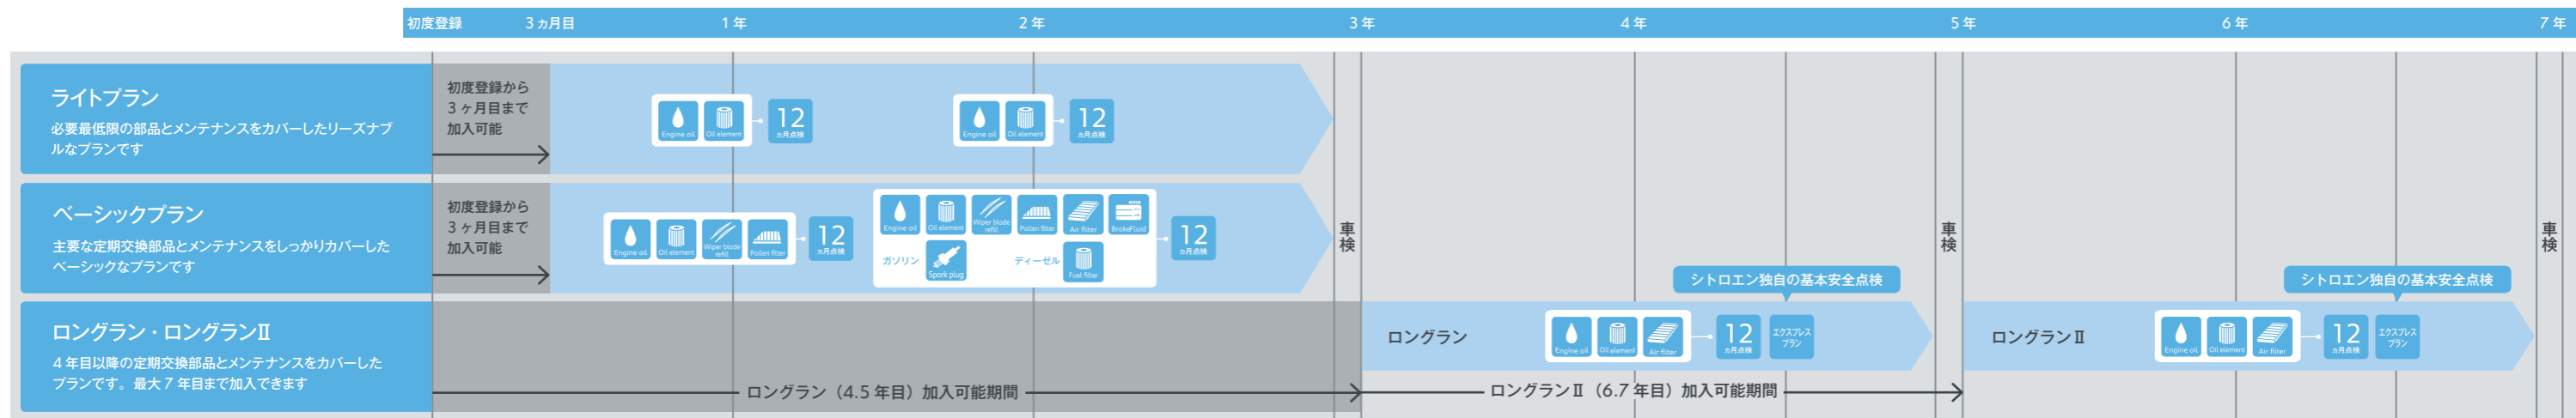 初度登録
3ヵ月目
1年
2年
3年
4年
5年
6年
7年
ライトプラン
必要最低限の部品とメンテナンスをカバーしたリーズナブ
ルなプランです
初度登録から
3ヶ月目まで
加入可能
Engine oil
Oil element
12
ヵ月点検
Engine oil
Oil element
12
ヵ月点検
ベーシックプラン
主要な定期交換部品とメンテナンスをしっかりカバーした
ベーシックなプランです
初度登録から
3ヶ月目まで
加入可能
Engine oil
Oil element
Wiper blade
refill
Pollen filter
12
ヵ月点検
Engine oil
Oil element
Wiper blade
refill
Pollen filter
Air filter
BrakeFluid
ガソリン
Spark plug
ディーゼル
Fuel filter
12
ヵ月点検
車検
車検
車検
ロングラン・ロングランⅡ
4年目以降の定期交換部品とメンテナンスをカバーした
プランです。最大7年目まで加入できます
ロングラン（4.5年目）加入可能期間
ロングラン
Engine oil
Oil element
Air filter
12
ヵ月点検
エクスプレス
プラン
シトロエン独自の基本安全点検
ロングランⅡ（6.7年目）加入可能期間
ロングランⅡ
Engine oil
Oil element
Air filter
12
ヵ月点検
エクスプレス
プラン
シトロエン独自の基本安全点検